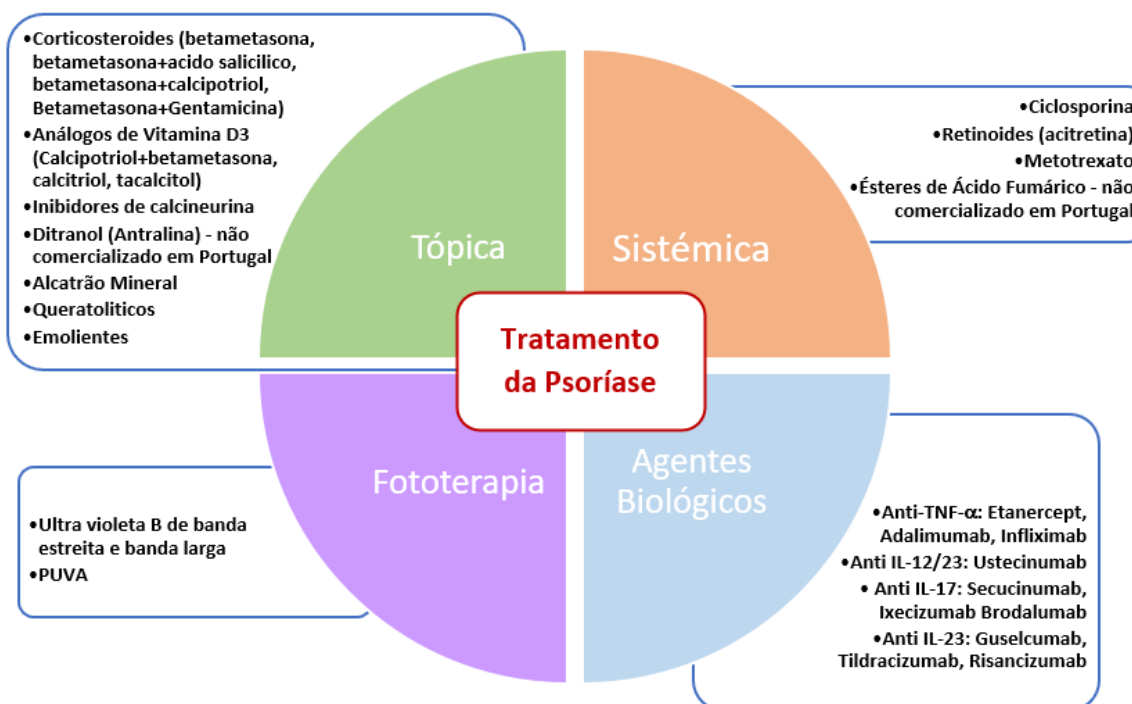 •Corticosteroides (betametasona,
betametasona+acido salicilico,
betametasona+calcipotriol,
Betametasona+Gentamicina)
•Análogos de Vitamina D3
(Calcipotriol+betametasona,
calcitriol, tacalcitol)
•Inibidores de calcineurina
•Ditranol (Antralina) - não
comercializado em Portugal
•Alcatrão Mineral
•Queratoliticos
•Emolientes
Tópica
Sistémica
•Ciclosporina
•Retinoides (acitretina)
•Metotrexato
•Ésteres de Ácido Fumárico - não
comercializado em Portugal
Tratamento
da Psoríase
Fototerapia
Agentes
Biológicos
•Ultra violeta B de banda
estreita e banda larga
•PUVA
•Anti-TNF-α: Etanercept,
Adalimumab, Infliximab
•Anti IL-12/23: Ustecinumab
• Anti IL-17: Secucinumab,
Ixecizumab Brodalumab
•Anti IL-23: Guselcumab,
Tildracizumab, Risancizumab